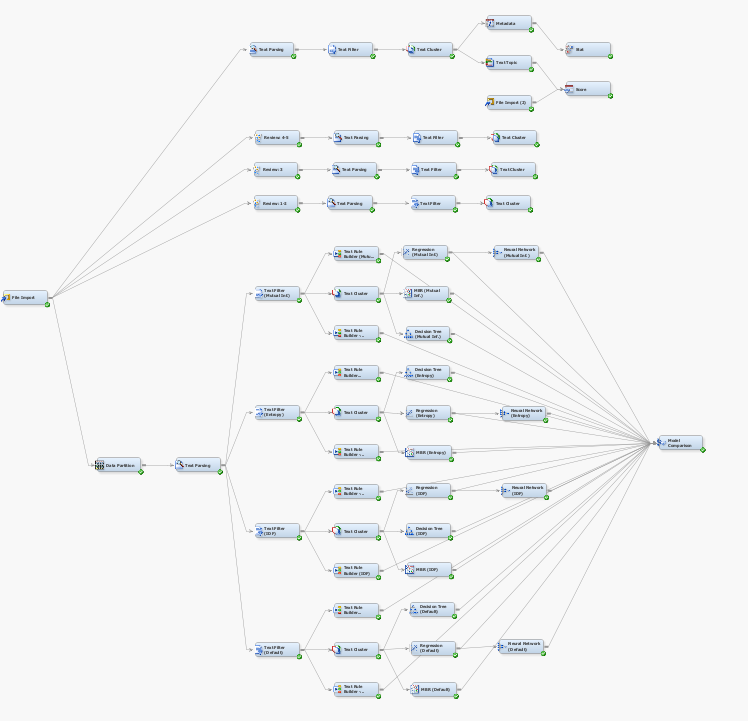 Metadata
Text Parsing
Text Filter
Text Cluster
Stat
Text Topic
Score
File Import (2)
Review: 4-5
Text Parsing
Text Filter
Text Cluster
Review: 3
Text Parsing
Text Filter
Text Cluster
Review: 1-2
Text Parsing
Text Filter
Text Cluster
File Import
Text Rule
Builder (Mutu...
Regression
(Mutual Inf.)
Neural Network
(Mutual Inf.)
Text Filter
(Mutual Inf.)
Text Cluster
MBR (Mutual
Inf.)
Text Rule
Builder -...
Decision Tree
(Mutual Inf.)
Text Rule
Builder...
Decision Tree
(Entropy)
Text Filter
(Entropy)
Text Cluster
Regression
(Entropy)
Neural Network
(Entropy)
Model
Comparison
Text Rule
Builder -...
MBR (Entropy)
Data Partition
Text Parsing
Text Rule
Builder -...
Regression
(IDF)
Neural Network
(IDF)
Text Filter
(IDF)
Text Cluster
Decision Tree
(IDF)
Text Rule
Builder (IDF)
MBR (IDF)
Text Rule
Builder...
Decision Tree
(Default)
Text Filter
(Default)
Text Cluster
Regression
(Default)
Neural Network
(Default)
Text Rule
Builder -...
MBR (Default)